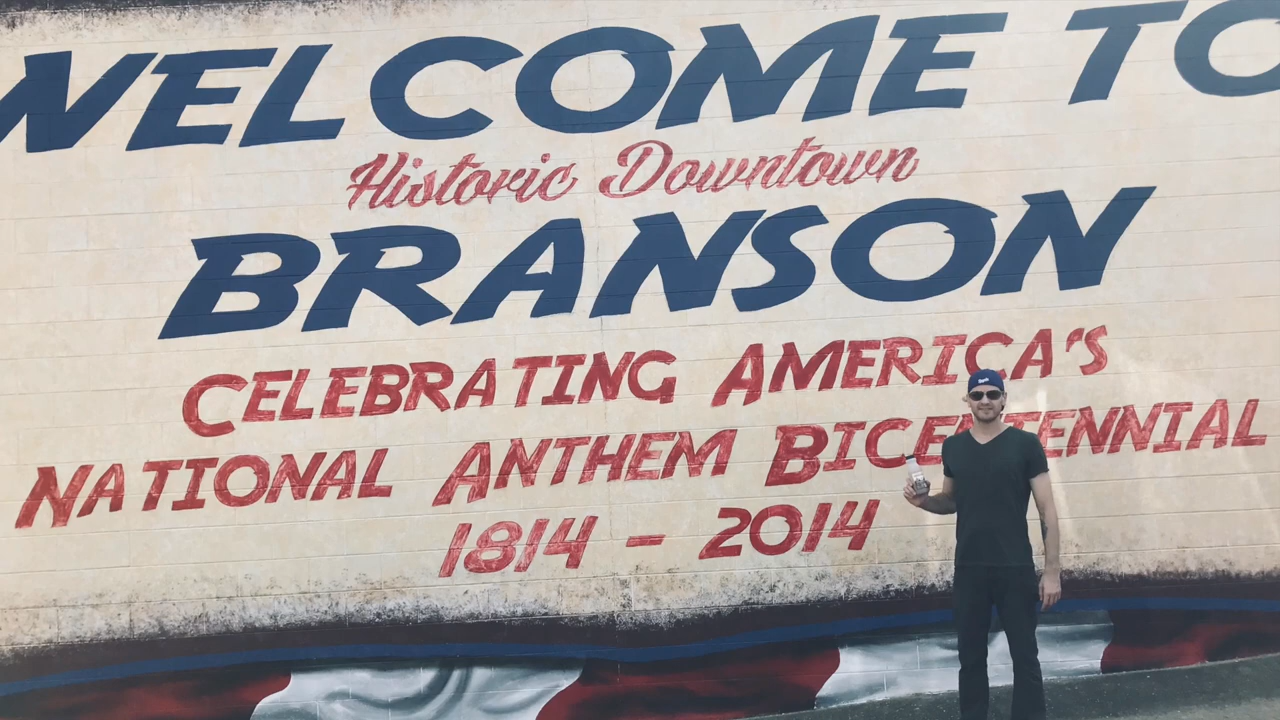 WELCOME TO
Historic Downtown
BRANSON
CELEBRATING AMERICA'S
NATIONAL ANTHEM BICENTENNIAL
1814 - 2014